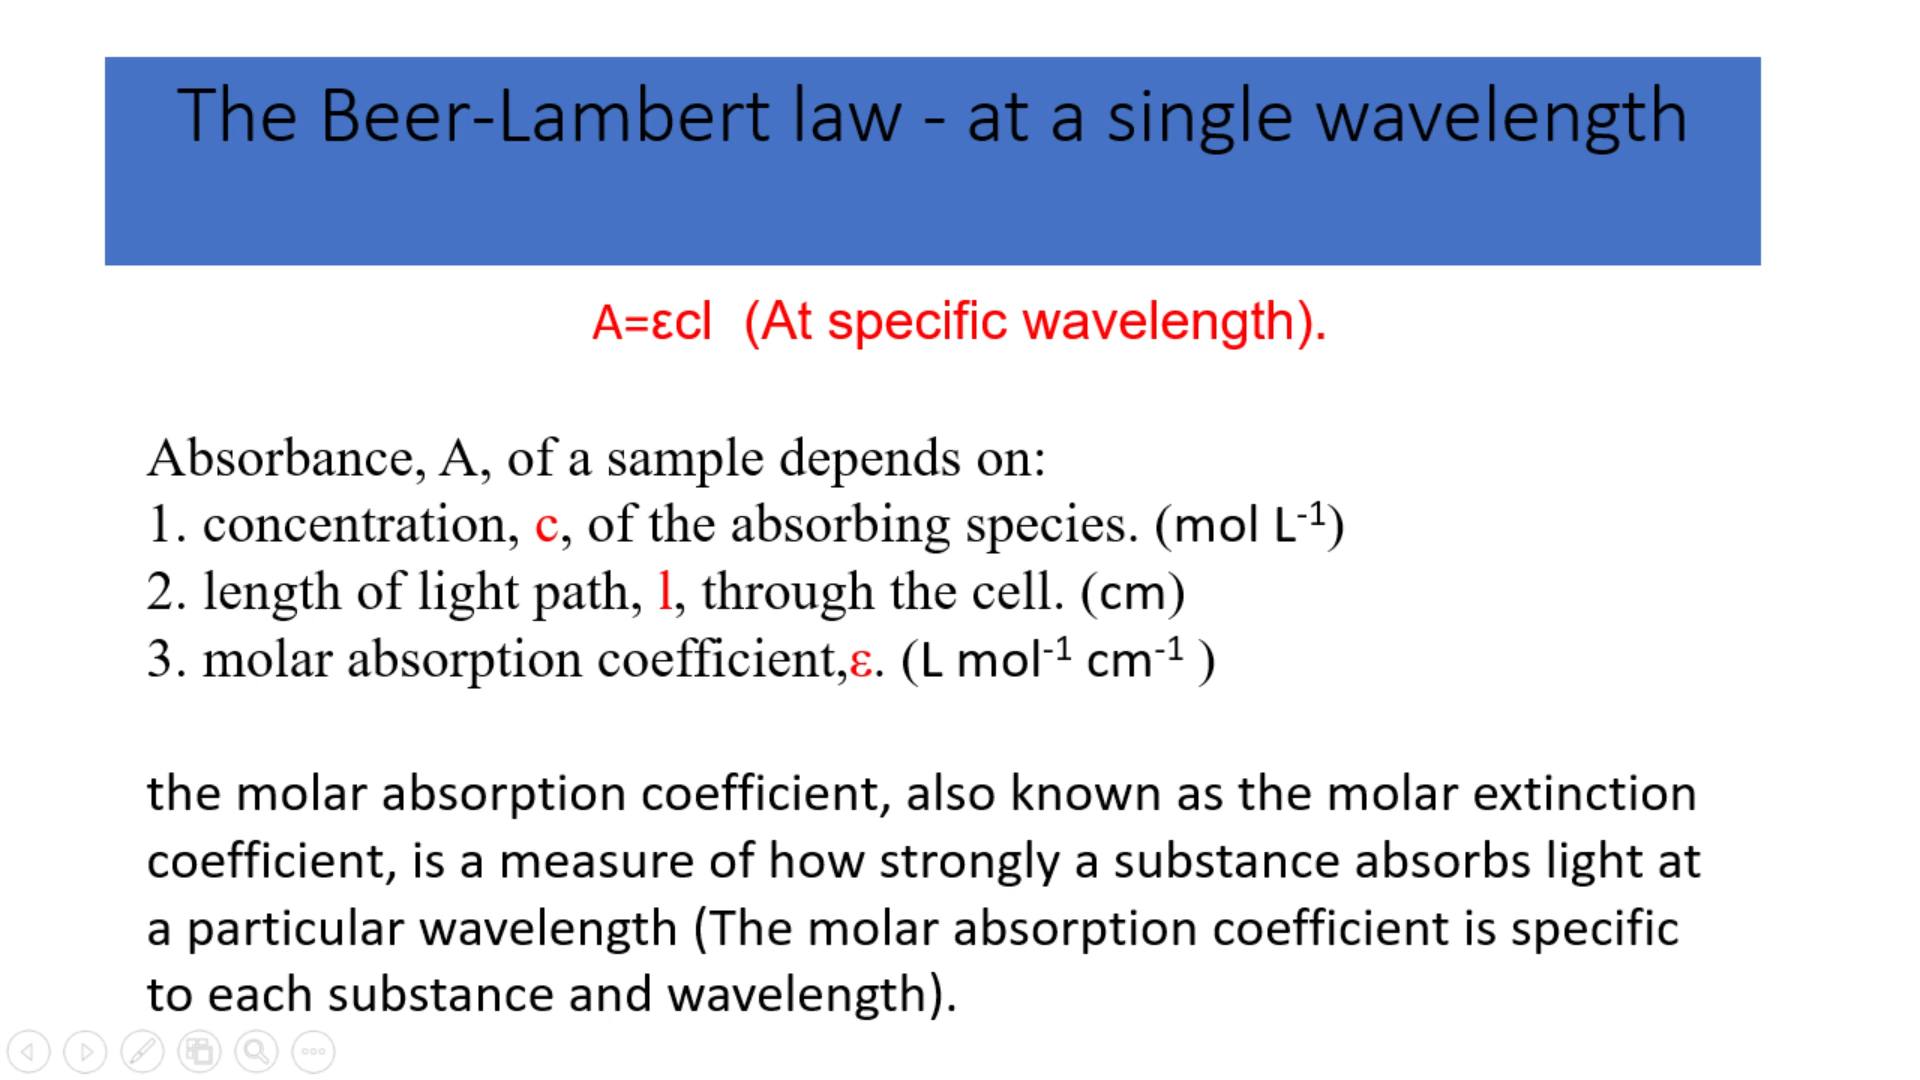 The Beer-Lambert law - at a single wavelength
A=εcl (At specific wavelength).
Absorbance, A, of a sample depends on:
1. concentration, c, of the absorbing species. (mol L⁻¹)
2. length of light path, l, through the cell. (cm)
3. molar absorption coefficient,ε. (L mol⁻¹ cm⁻¹ )
the molar absorption coefficient, also known as the molar extinction
coefficient, is a measure of how strongly a substance absorbs light at
a particular wavelength (The molar absorption coefficient is specific
to each substance and wavelength).